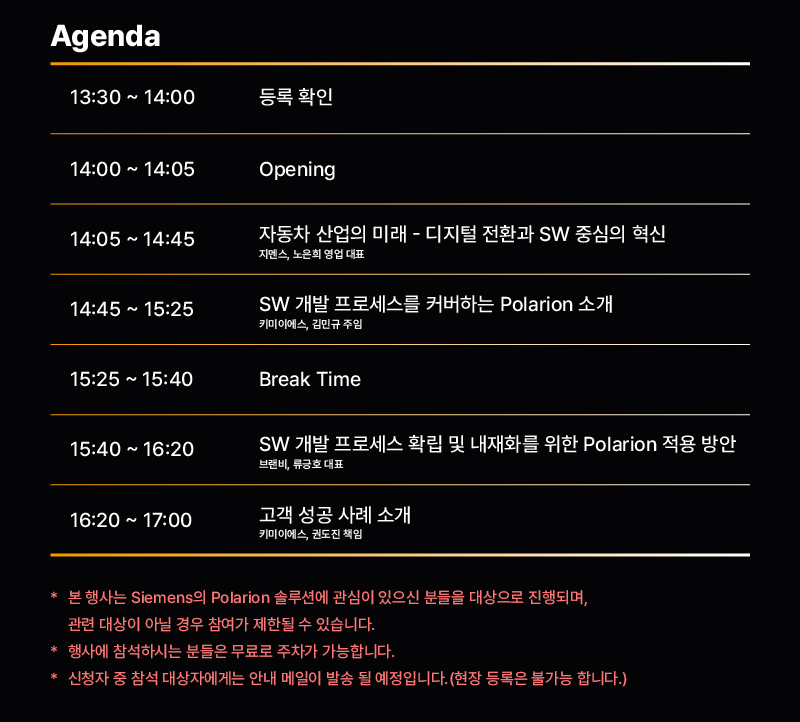 Agenda
13:30 ~ 14:00 등록 확인
14:00 ~ 14:05 Opening
14:05 ~ 14:45 자동차 산업의 미래 - 디지털 전환과 SW 중심의 혁신
지멘스, 노은희 영업 대표
14:45 ~ 15:25 SW 개발 프로세스를 커버하는 Polarion 소개
키미이에스, 김민규 주임
15:25 ~ 15:40 Break Time
15:40 ~ 16:20 SW 개발 프로세스 확립 및 내재화를 위한 Polarion 적용 방안
브랜비, 류긍호 대표
16:20 ~ 17:00 고객 성공 사례 소개
키미이에스, 권도진 책임
* 본 행사는 Siemens의 Polarion 솔루션에 관심이 있으신 분들을 대상으로 진행되며,
관련 대상이 아닐 경우 참여가 제한될 수 있습니다.
* 행사에 참석하시는 분들은 무료로 주차가 가능합니다.
* 신청자 중 참석 대상자에게는 안내 메일이 발송 될 예정입니다.(현장 등록은 불가능 합니다.)